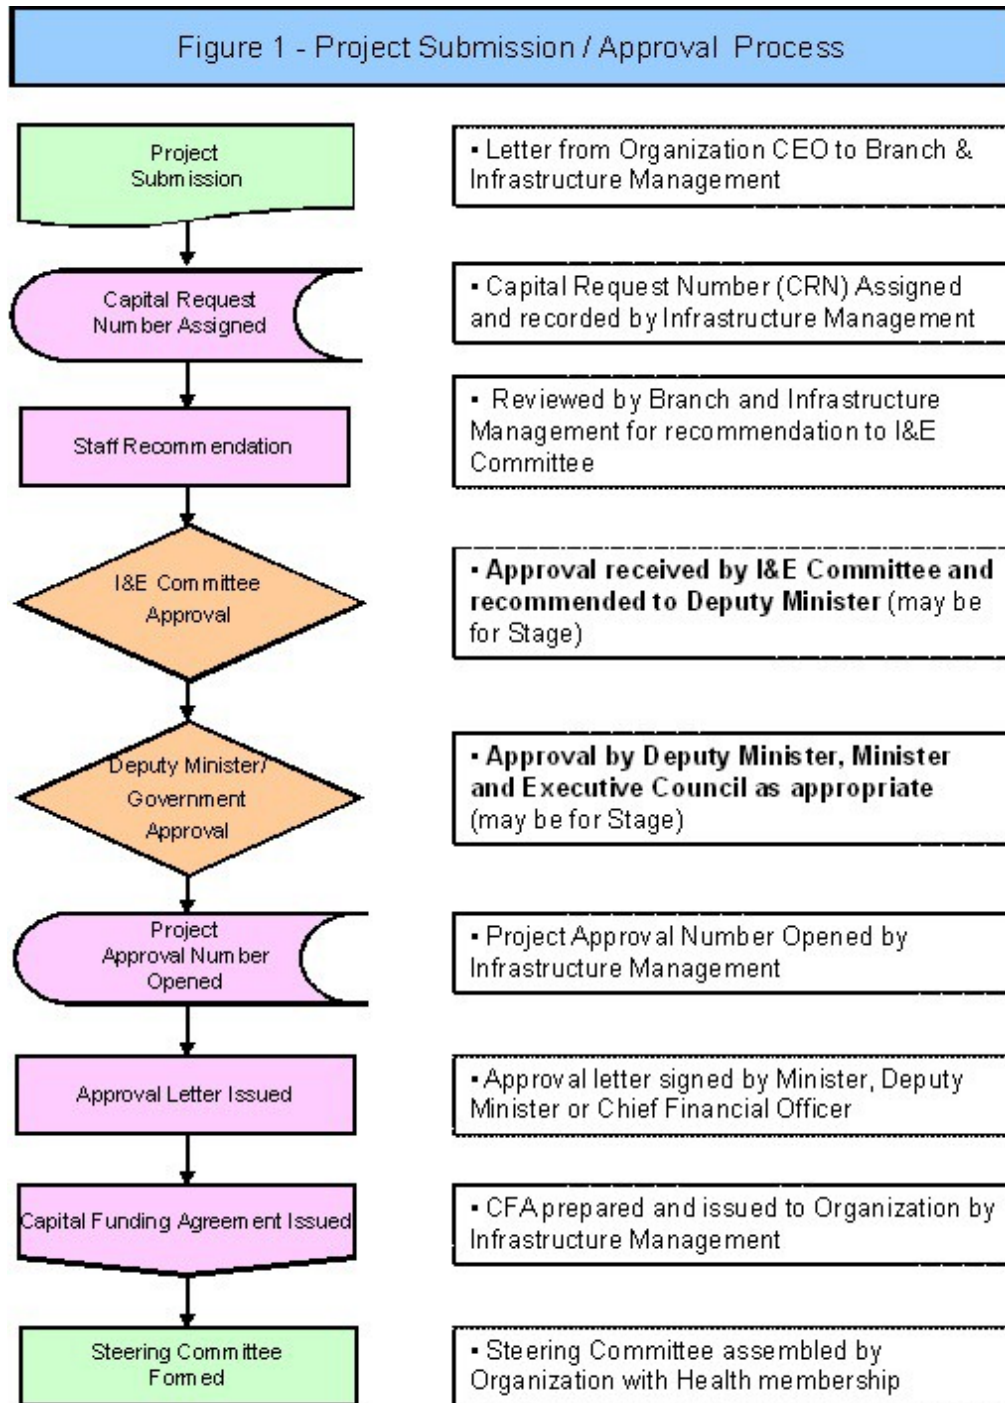 Figure 1 - Project Submission / Approval Process
Project
Submission
▪ Letter from Organization CEO to Branch &
Infrastructure Management
Capital Request
Number Assigned
▪ Capital Request Number (CRN) Assigned
and recorded by Infrastructure Management
Staff Recommendation
▪ Reviewed by Branch and Infrastructure
Management for recommendation to I&E
Committee
I&E Committee
Approval
▪ Approval received by I&E Committee and
recommended to Deputy Minister (may be
for Stage)
Deputy Minister/
Government
Approval
▪ Approval by Deputy Minister, Minister
and Executive Council as appropriate
(may be for Stage)
Project
Approval Number
Opened
▪ Project Approval Number Opened by
Infrastructure Management
Approval Letter Issued
▪ Approval letter signed by Minister, Deputy
Minister or Chief Financial Officer
Capital Funding Agreement Issued
▪ CFA prepared and issued to Organization by
Infrastructure Management
Steering Committee
Formed
▪ Steering Committee assembled by
Organization with Health membership